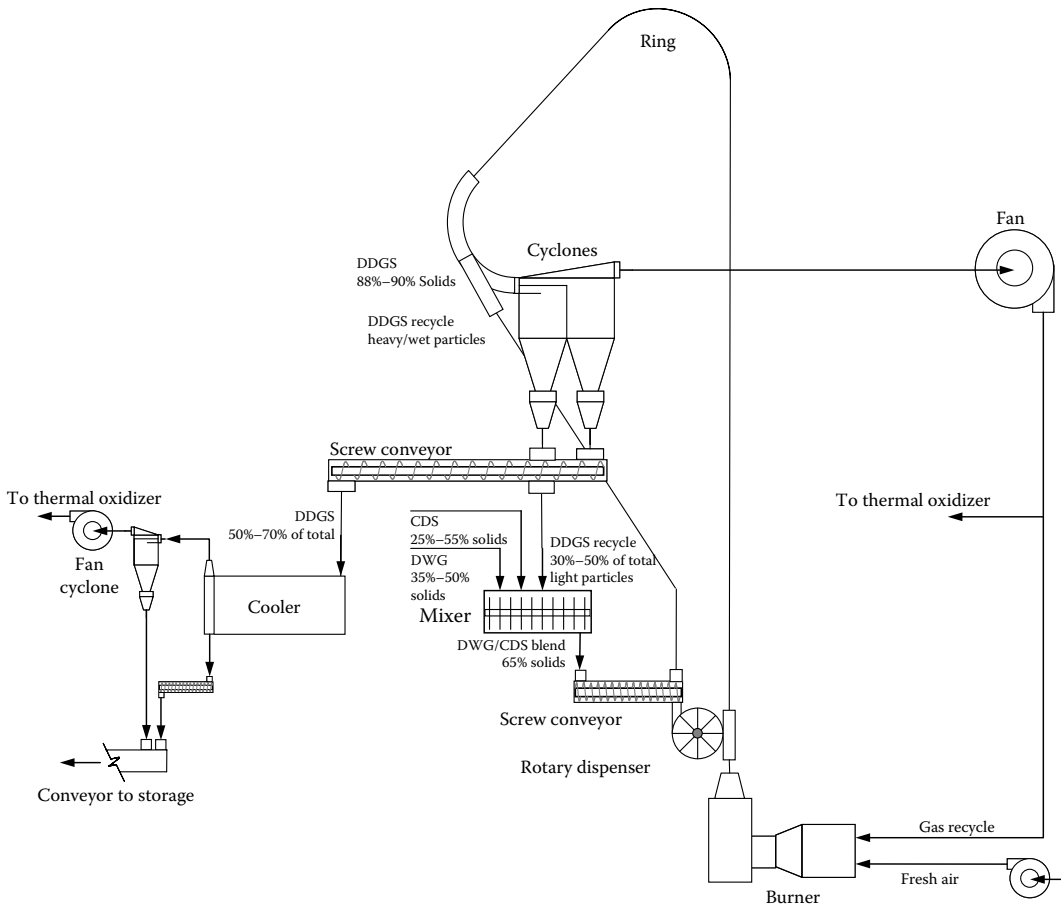 Ring
Fan
Cyclones
DDGS
88%–90% Solids
DDGS recycle
heavy/wet particles
Screw conveyor
To thermal oxidizer
To thermal oxidizer
DDGS
50%–70% of total
CDS
25%–55% solids
DWG
35%–50%
solids
DDGS recycle
30%–50% of total
light particles
Fan
cyclone
Cooler
Mixer
DWG/CDS blend
65% solids
Screw conveyor
Rotary dispenser
Conveyor to storage
Gas recycle
Fresh air
Burner